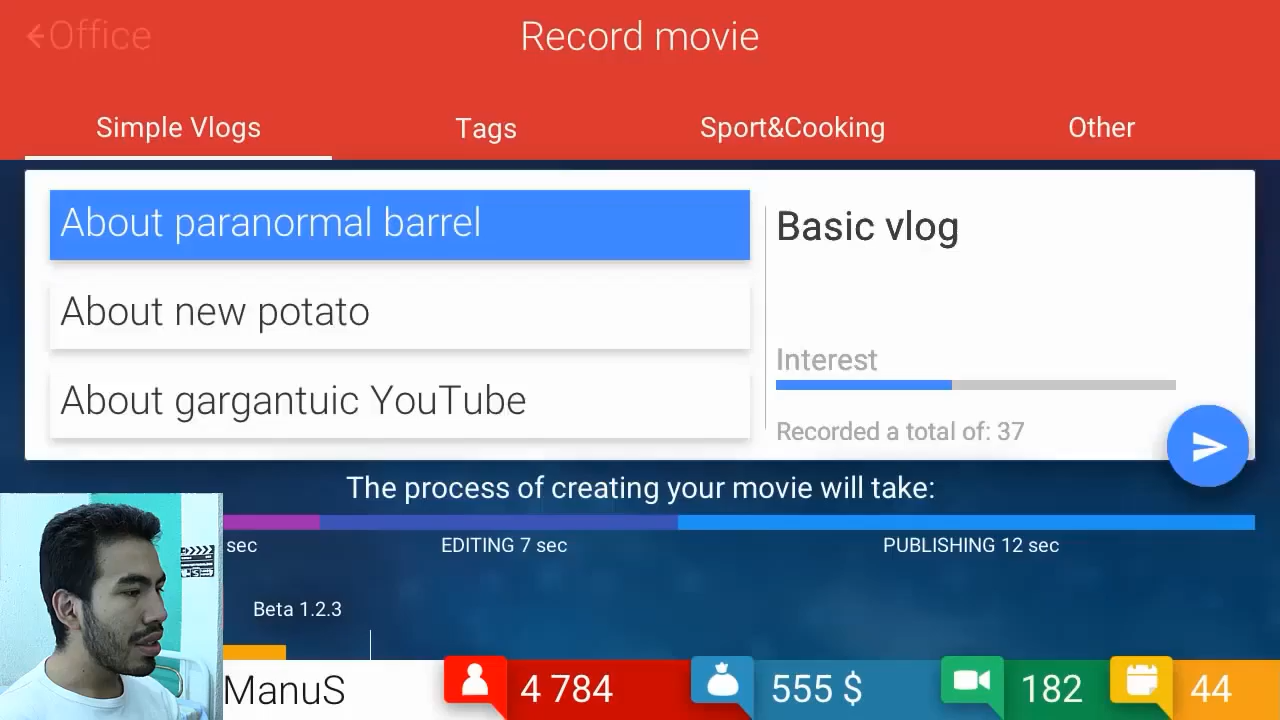 Office
Record movie
Simple Vlogs
Tags
Sport&Cooking
Other
About paranormal barrel
About new potato
About gargantuic YouTube
Basic vlog
Interest
Recorded a total of: 37
The process of creating your movie will take:
sec
EDITING 7 sec
PUBLISHING 12 sec
Beta 1.2.3
ManuS
4 784
555 $
182
44